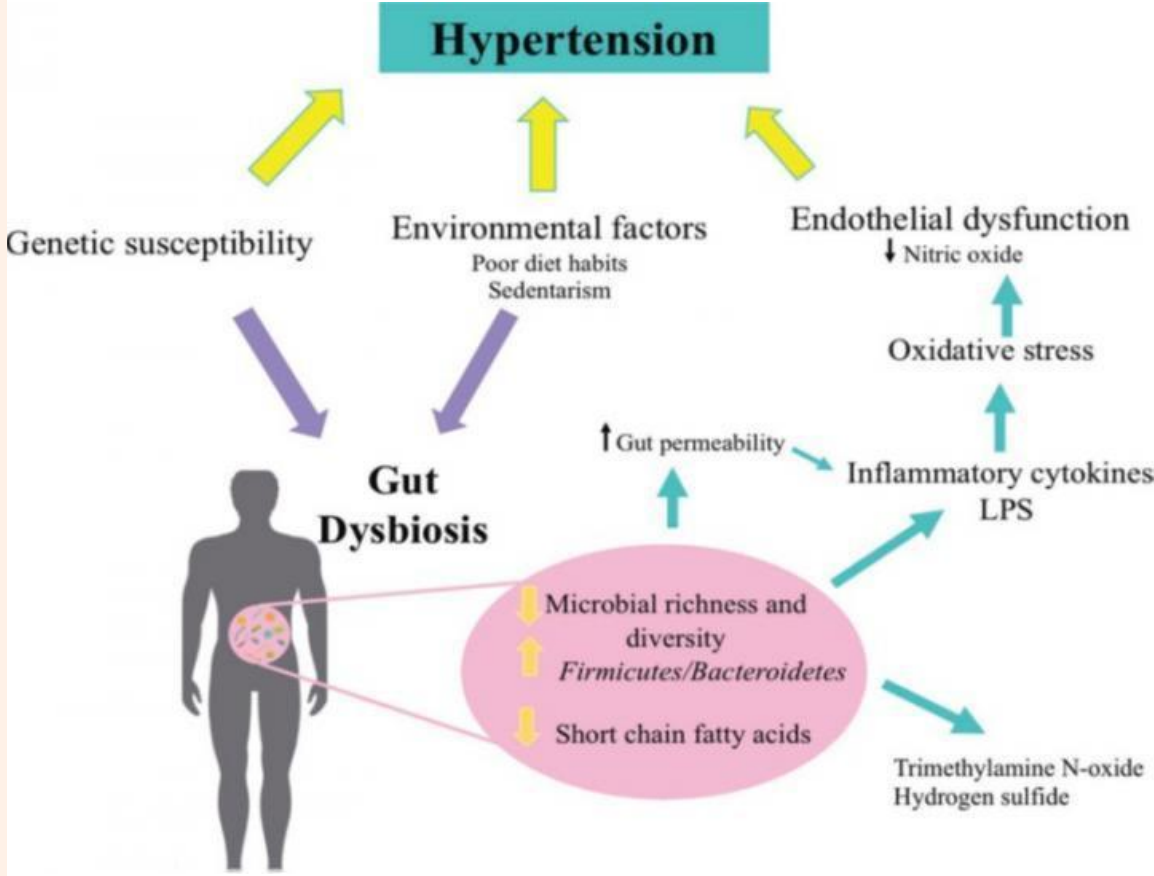 Hypertension
Genetic susceptibility
Environmental factors
Poor diet habits
Sedentarism
Endothelial dysfunction
Nitric oxide
Oxidative stress
Gut permeability
Inflammatory cytokines
LPS
Gut
Dysbiosis
Microbial richness and
diversity
Firmicutes/Bacteroidetes
Short chain fatty acids
Trimethylamine N-oxide
Hydrogen sulfide